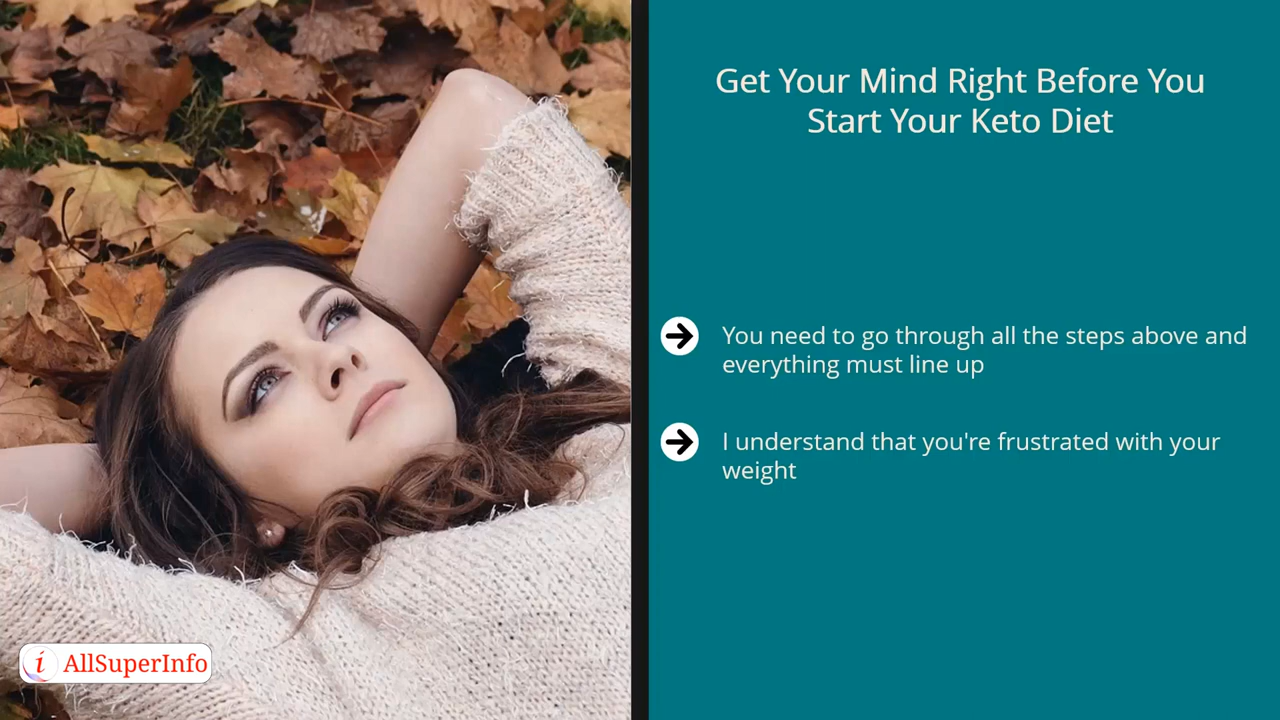 Get Your Mind Right Before You
Start Your Keto Diet
You need to go through all the steps above and
everything must line up
I understand that you're frustrated with your
weight
i AllSuperInfo